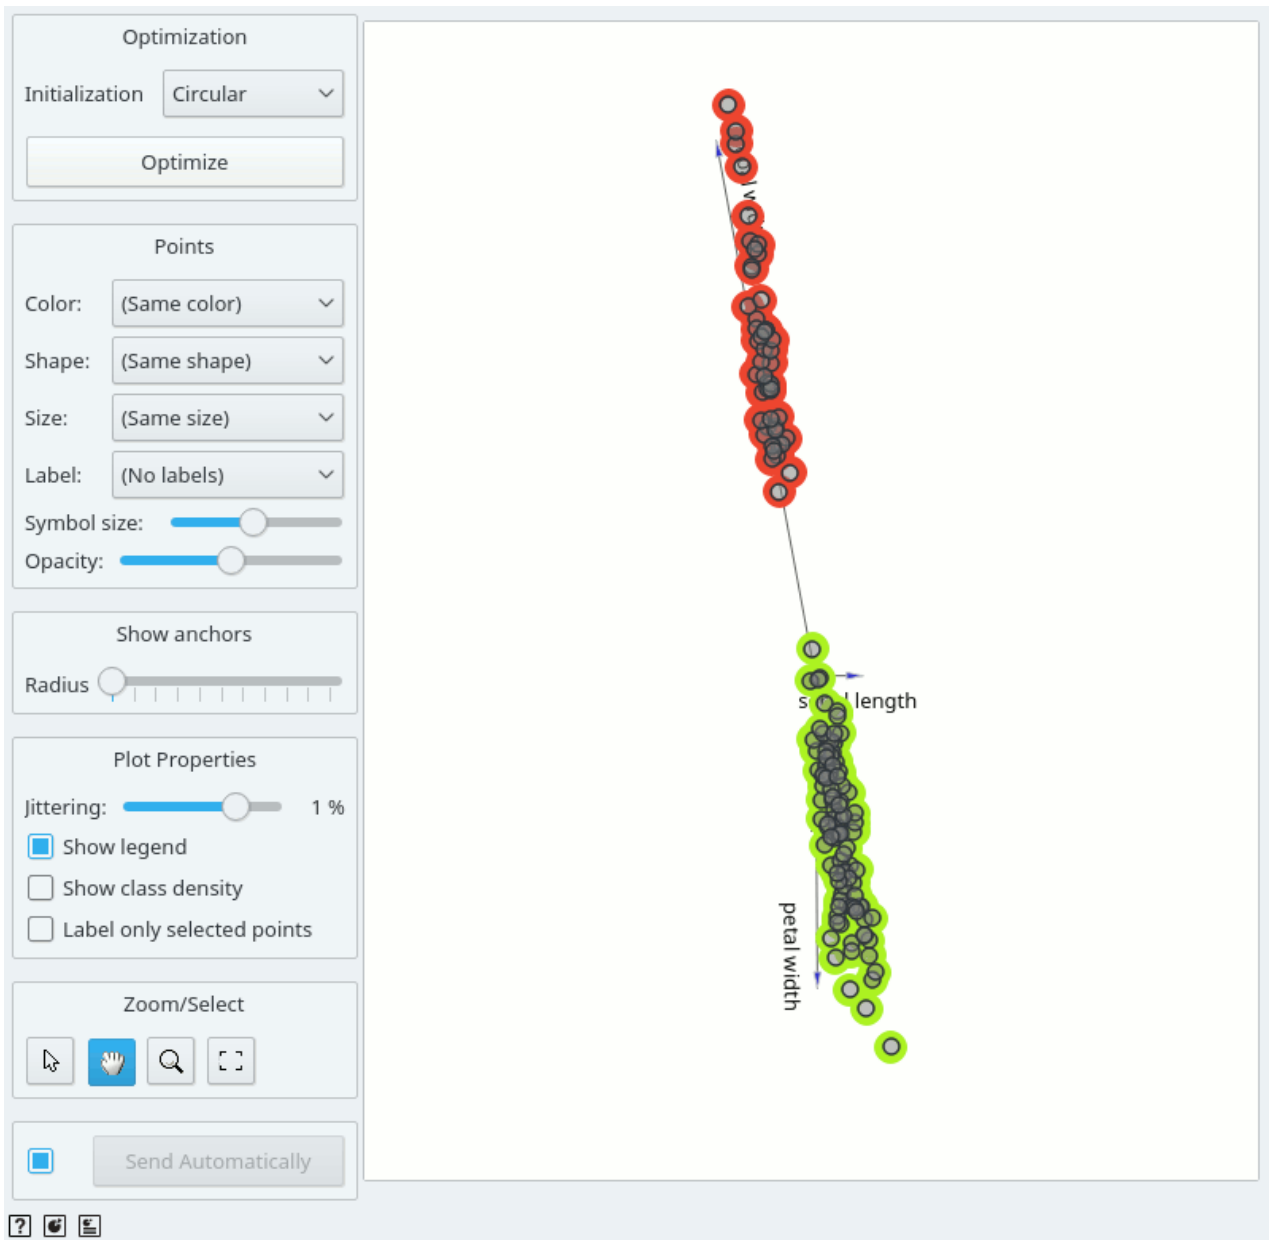 Optimization
Initialization Circular
Optimize
Points
Color: (Same color)
Shape: (Same shape)
Size: (Same size)
Label: (No labels)
Symbol size:
Opacity:
Show anchors
Radius
Plot Properties
Jittering: 1 %
Show legend
Show class density
Label only selected points
Zoom/Select
Send Automatically
length
petal width